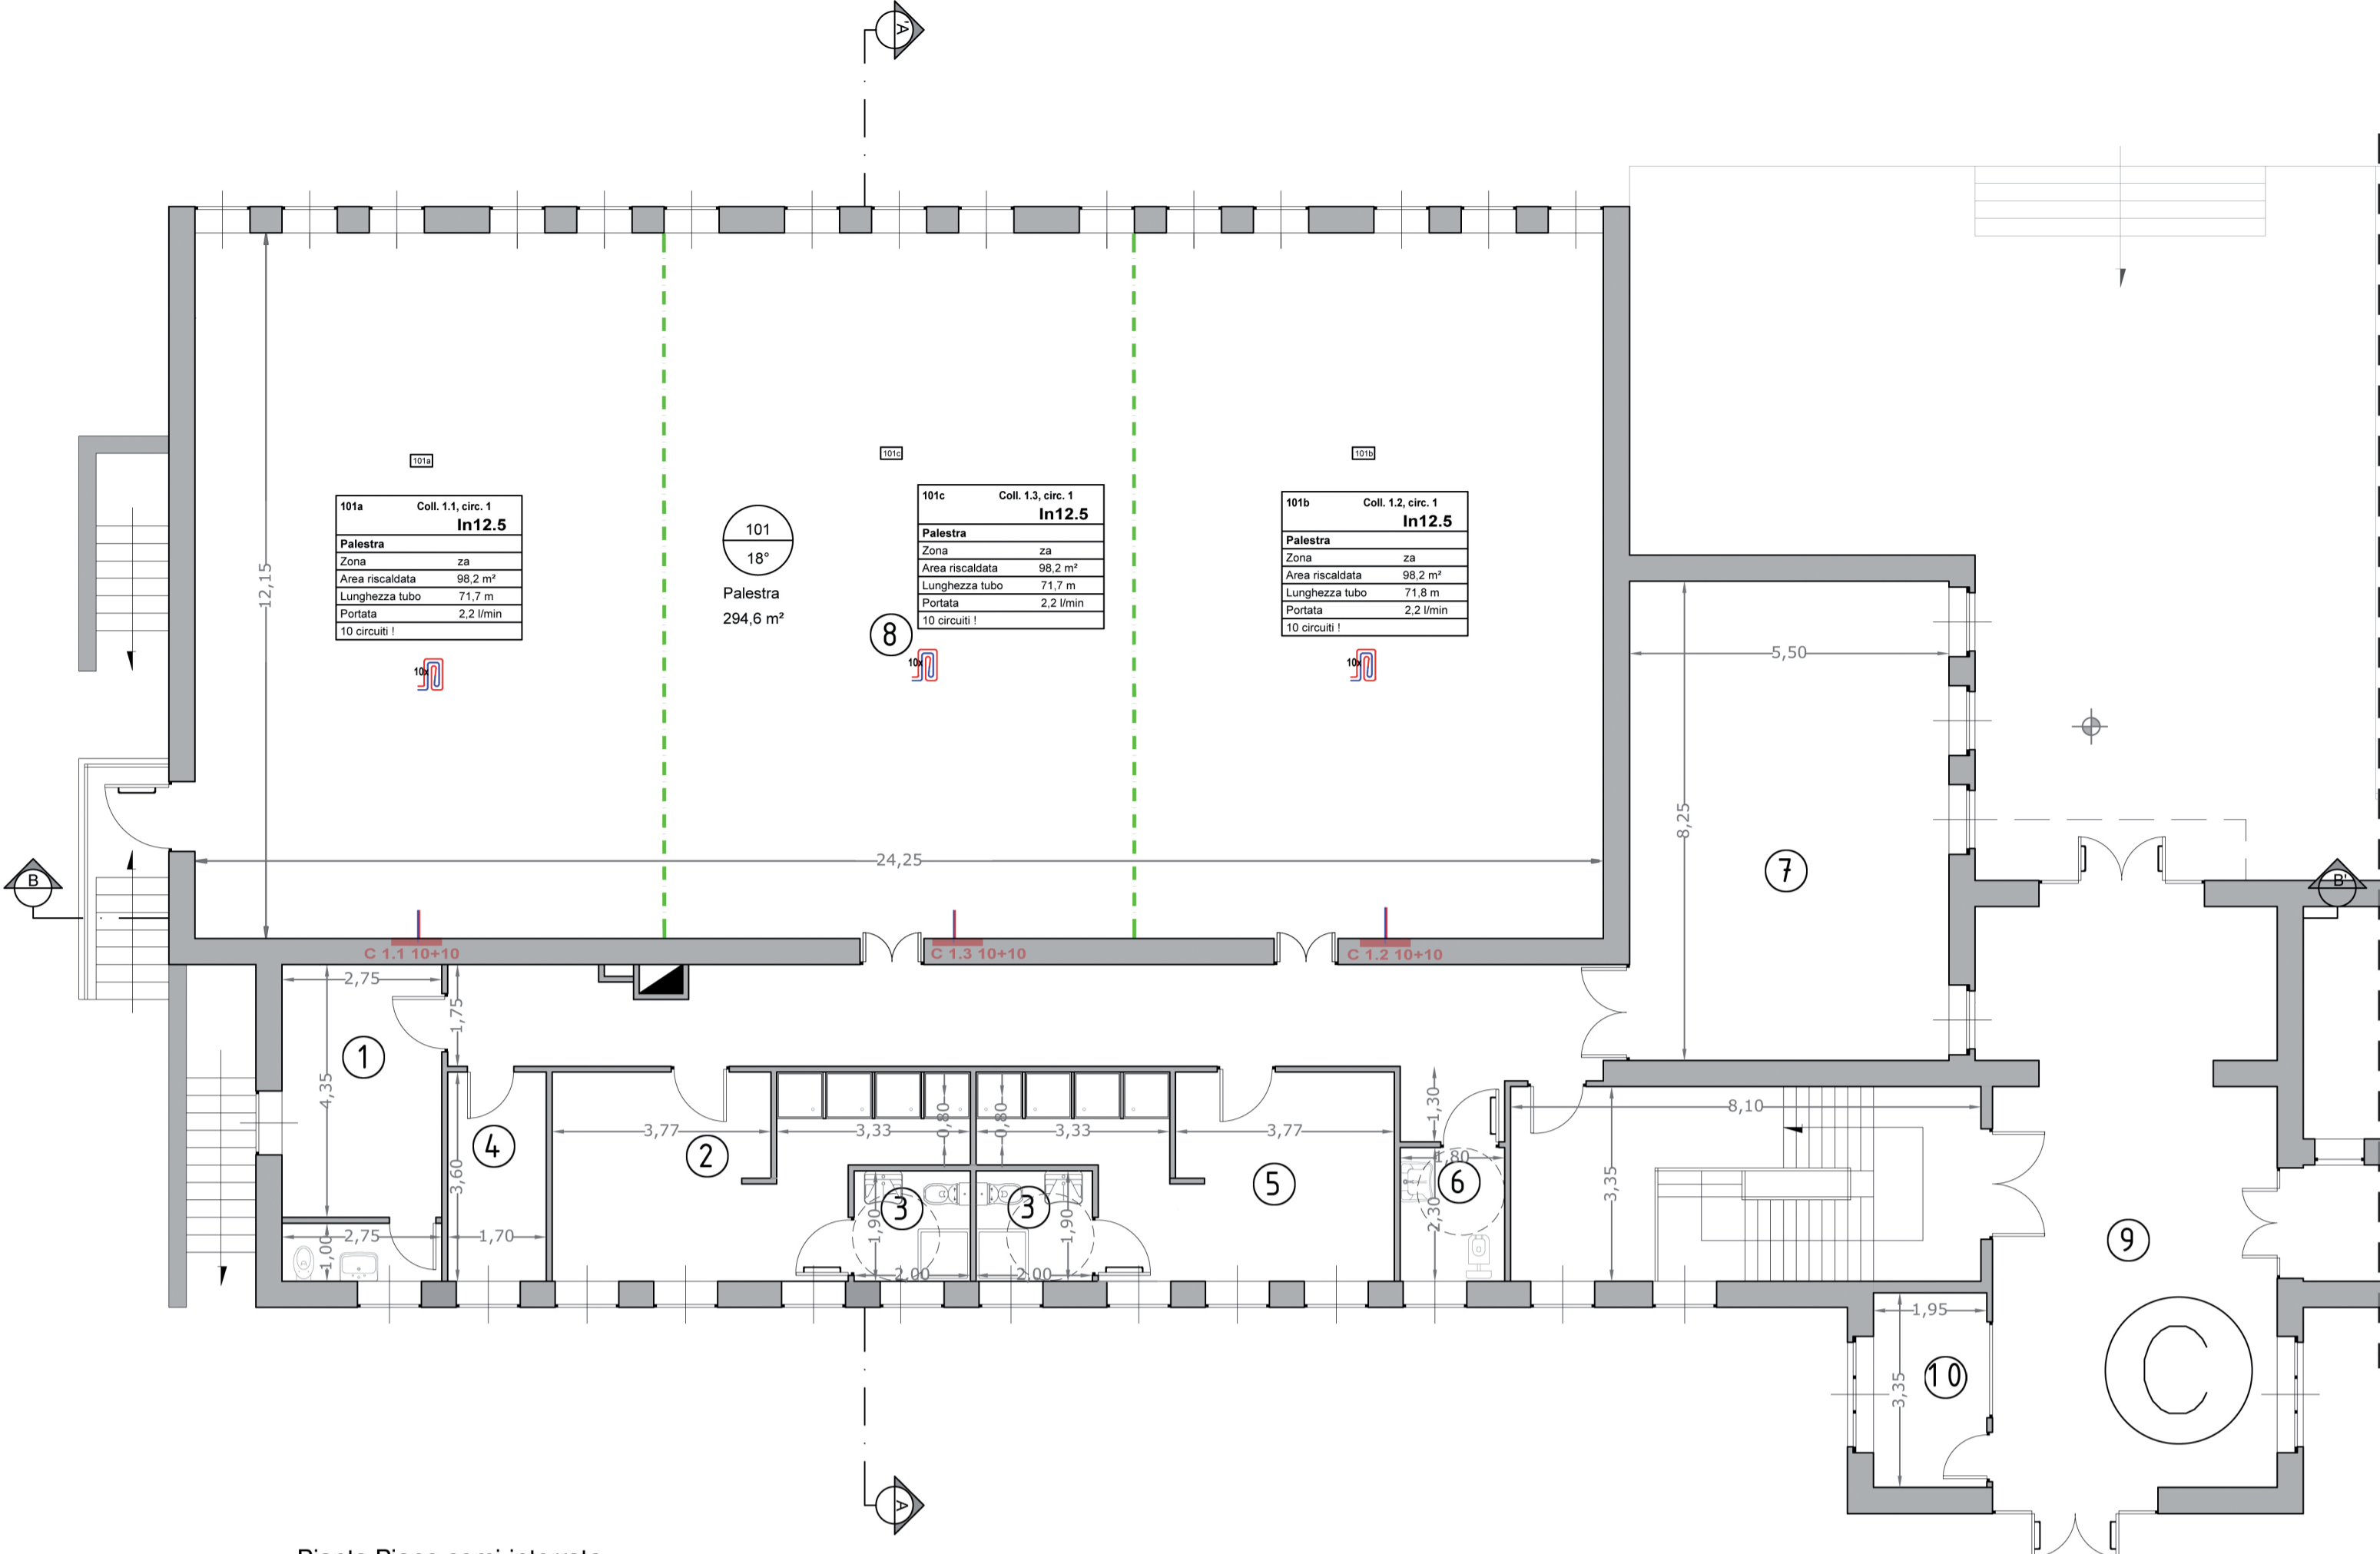 A'
101a
101c
101b
101a Coll. 1.1, circ. 1
In12.5
Palestra
Zona za
Area riscaldata 98,2 m²
Lunghezza tubo 71,7 m
Portata 2,2 l/min
10 circuiti !
10x
101
18°
Palestra
294,6 m²
8
101c Coll. 1.3, circ. 1
In12.5
Palestra
Zona za
Area riscaldata 98,2 m²
Lunghezza tubo 71,7 m
Portata 2,2 l/min
10 circuiti !
10x
101b Coll. 1.2, circ. 1
In12.5
Palestra
Zona za
Area riscaldata 98,2 m²
Lunghezza tubo 71,8 m
Portata 2,2 l/min
10 circuiti !
10x
12,15
5,50
8,25
7
24,25
B
B'
C 1.1 10+10
C 1.3 10+10
C 1.2 10+10
2,75
1,75
1
4,35
4
3,60
1,70
2,75
1,00
3,77
2
3,33
0,80
0,80
3,33
3,77
5
3
3
1,90
1,90
2,00
2,00
1,30
1,80
6
2,30
8,10
3,35
9
1,95
10
3,35
C
A